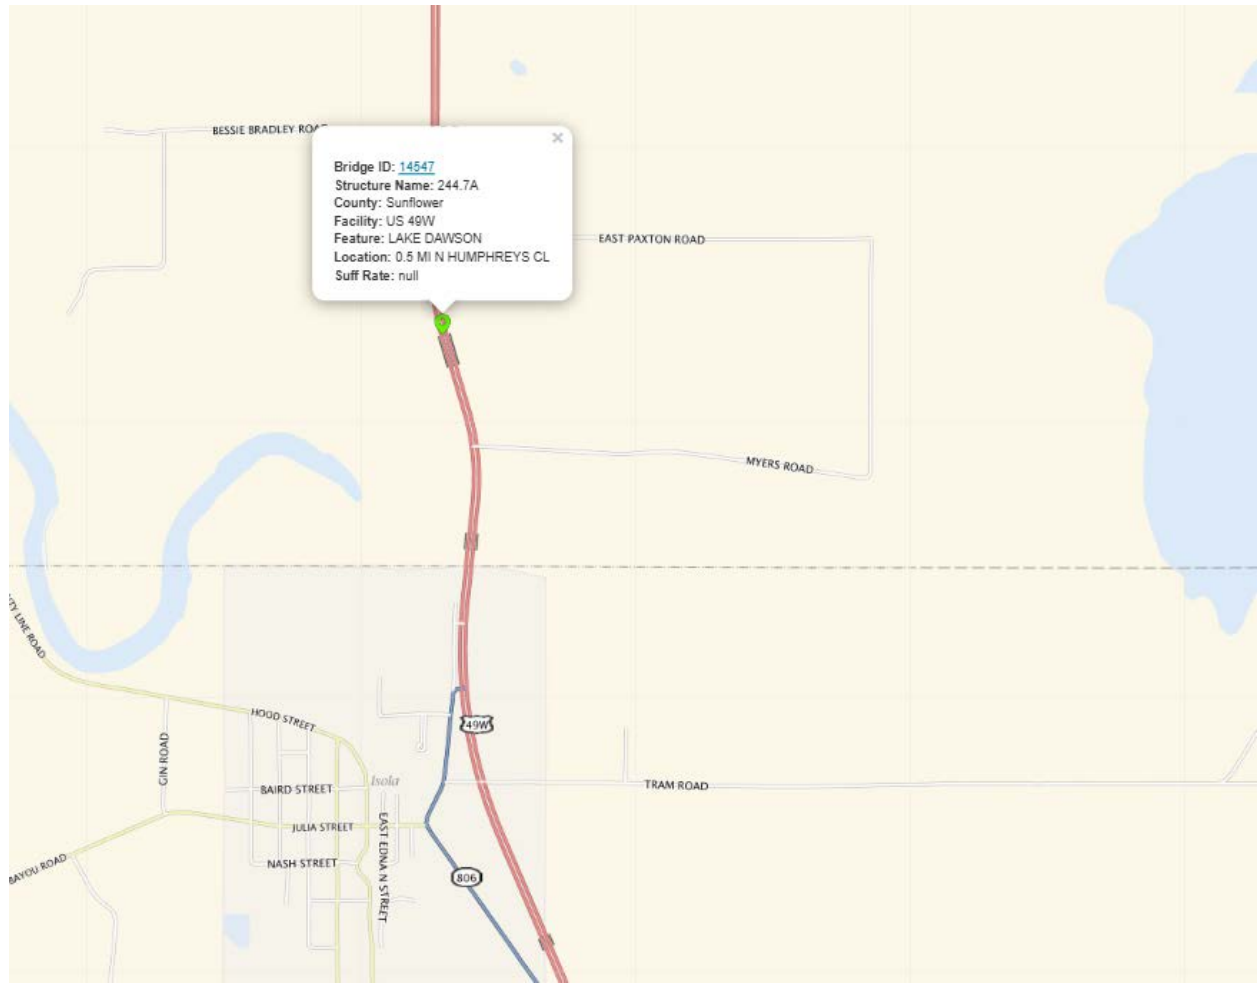 BESSIE BRADLEY ROAD
×
Bridge ID: 14547
Structure Name: 244.7A
County: Sunflower
Facility: US 49W
Feature: LAKE DAWSON
Location: 0.5 MI N HUMPHREYS CL
Suff Rate: null
EAST PAXTON ROAD
MYERS ROAD
TY LINE ROAD
HOOD STREET
49W
GIN ROAD
Isola
BAIRD STREET
TRAM ROAD
JULIA STREET
EAST EDNA N STREET
NASH STREET
BAYOU ROAD
806